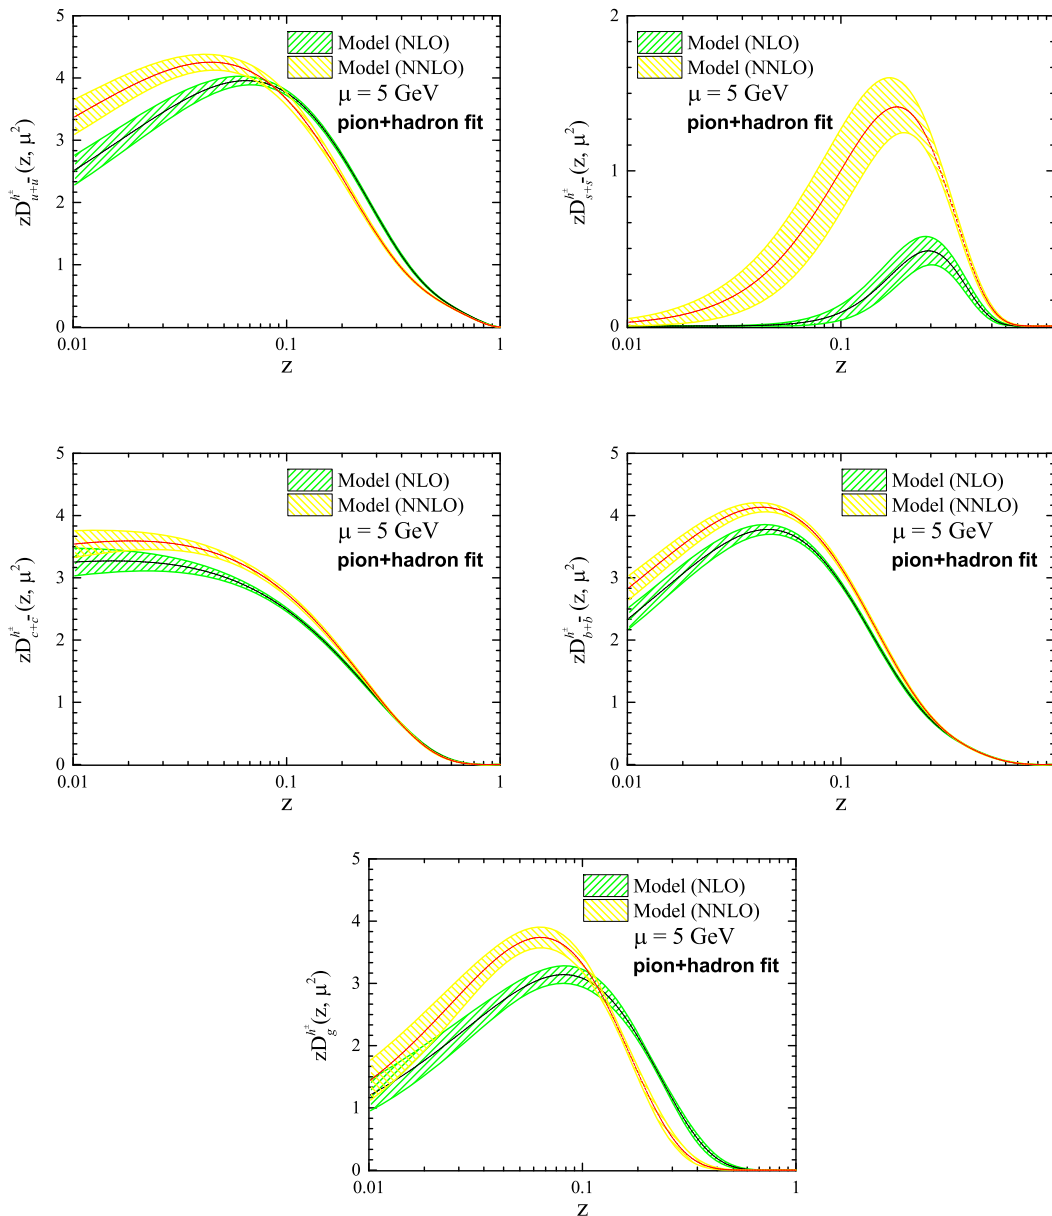 5
4
3
2
1
0
0.01
0.1
1
z
zD^{h^±}_{u+ū}(z, μ²)
Model (NLO)
Model (NNLO)
μ = 5 GeV
pion+hadron fit
2
1
0
0.01
0.1
z
zD^{h^±}_{s+s̄}(z, μ²)
Model (NLO)
Model (NNLO)
μ = 5 GeV
pion+hadron fit
5
4
3
2
1
0
0.01
0.1
1
z
zD^{h^±}_{c+c̄}(z, μ²)
Model (NLO)
Model (NNLO)
μ = 5 GeV
pion+hadron fit
5
4
3
2
1
0
0.01
0.1
z
zD^{h^±}_{b+b̄}(z, μ²)
Model (NLO)
Model (NNLO)
μ = 5 GeV
pion+hadron fit
5
4
3
2
1
0
0.01
0.1
1
z
zD^{h^±}_{g}(z, μ²)
Model (NLO)
Model (NNLO)
μ = 5 GeV
pion+hadron fit